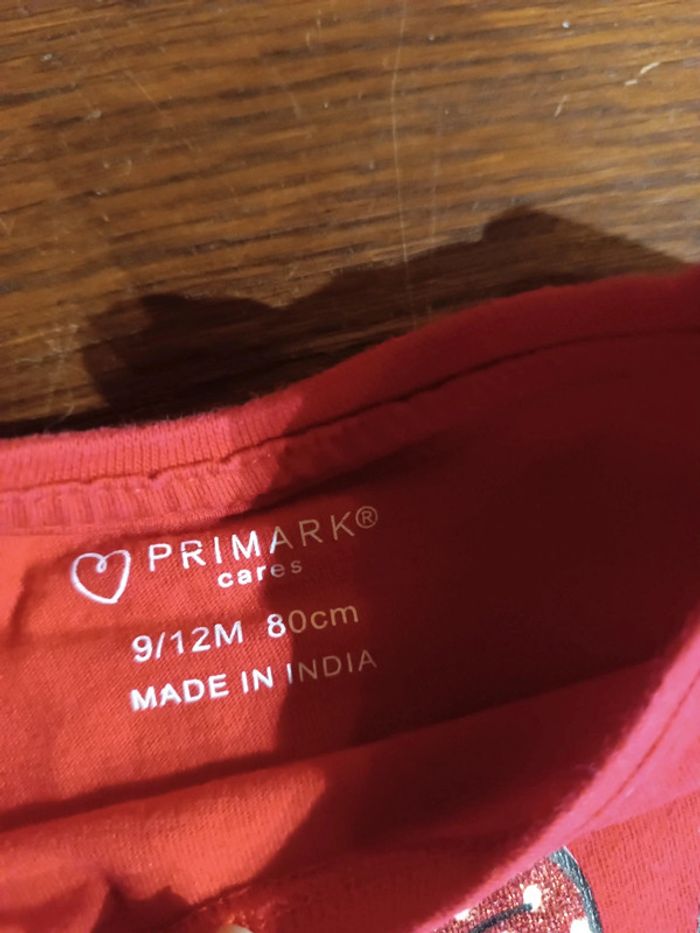 PRIMARK®
cares
9/12M 80cm
MADE IN INDIA